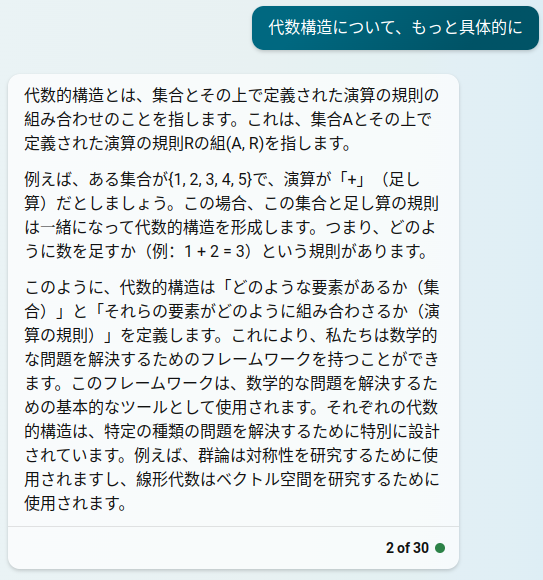 代数構造について、もっと具体的に
代数的構造とは、集合とその上で定義された演算の規則の
組み合わせのことを指します。これは、集合Aとその上で
定義された演算の規則Rの組(A, R)を指します。
例えば、ある集合が{1, 2, 3, 4, 5}で、演算が「+」（足し
算）だとしましょう。この場合、この集合と足し算の規則
は一緒になって代数的構造を形成します。つまり、どのよ
うに数を足すか（例：1 + 2 = 3）という規則があります。
このように、代数的構造は「どのような要素があるか（集
合）」と「それらの要素がどのように組み合わさるか（演
算の規則）」を定義します。これにより、私たちは数学的
な問題を解決するためのフレームワークを持つことができ
ます。このフレームワークは、数学的な問題を解決するた
めの基本的なツールとして使用されます。それぞれの代数
的構造は、特定の種類の問題を解決するために特別に設計
されています。例えば、群論は対称性を研究するために使
用されますし、線形代数はベクトル空間を研究するために
使用されます。
2 of 30